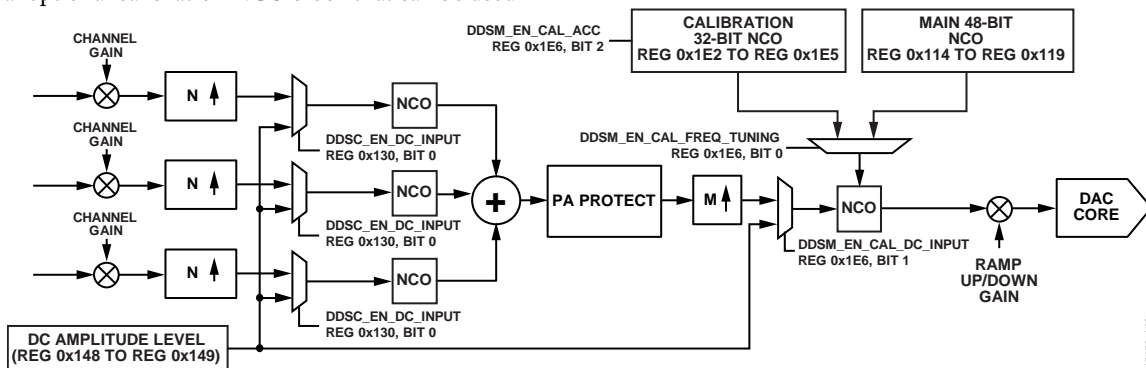 CHANNEL
GAIN
N
NCO
DDSC_EN_DC_INPUT
REG 0x130, BIT 0
CHANNEL
GAIN
N
NCO
DDSC_EN_DC_INPUT
REG 0x130, BIT 0
CHANNEL
GAIN
N
NCO
DDSC_EN_DC_INPUT
REG 0x130, BIT 0
DC AMPLITUDE LEVEL
(REG 0x148 TO REG 0x149)
+
PA PROTECT
M
DDSM_EN_CAL_ACC
REG 0x1E6, BIT 2
CALIBRATION
32-BIT NCO
REG 0x1E2 TO REG 0x1E5
MAIN 48-BIT
NCO
REG 0x114 TO REG 0x119
DDSM_EN_CAL_FREQ_TUNING
REG 0x1E6, BIT 0
NCO
DDSM_EN_CAL_DC_INPUT
REG 0x1E6, BIT 1
RAMP
UP/DOWN
GAIN
DAC
CORE